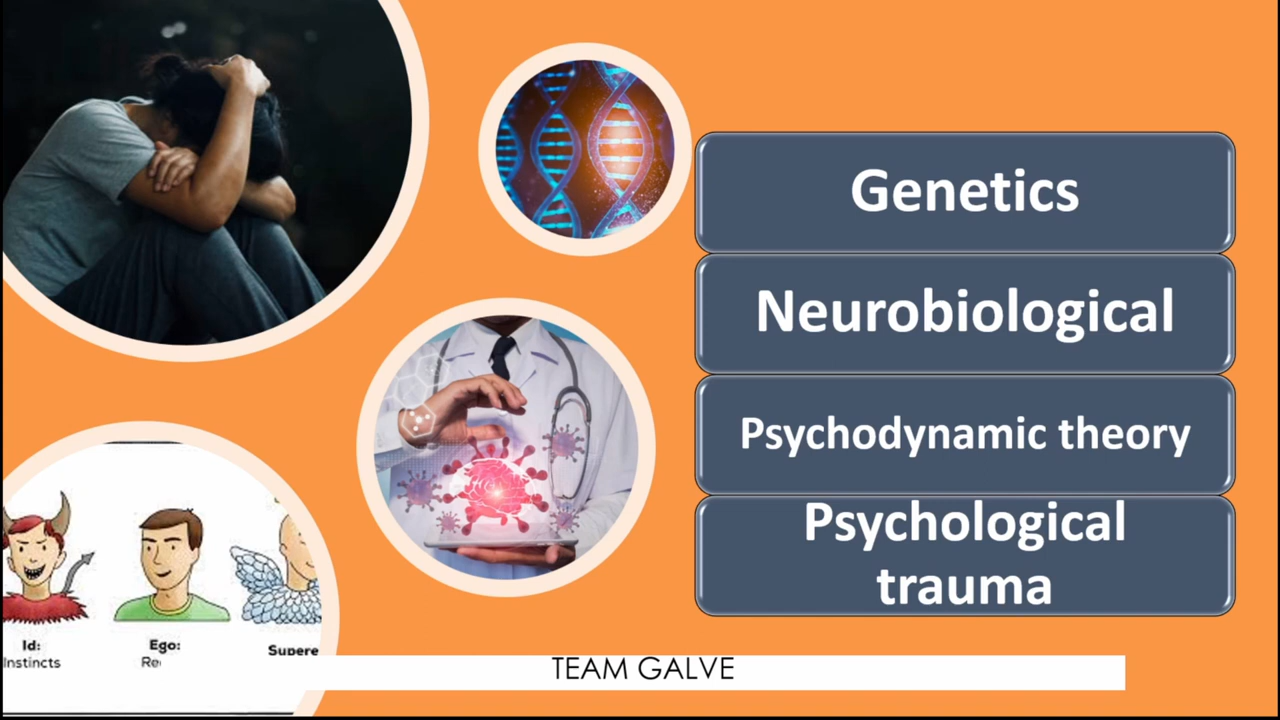 Genetics
Neurobiological
Psychodynamic theory
Psychological
trauma
Id:
Instincts
Ego:
TEAM GALVE